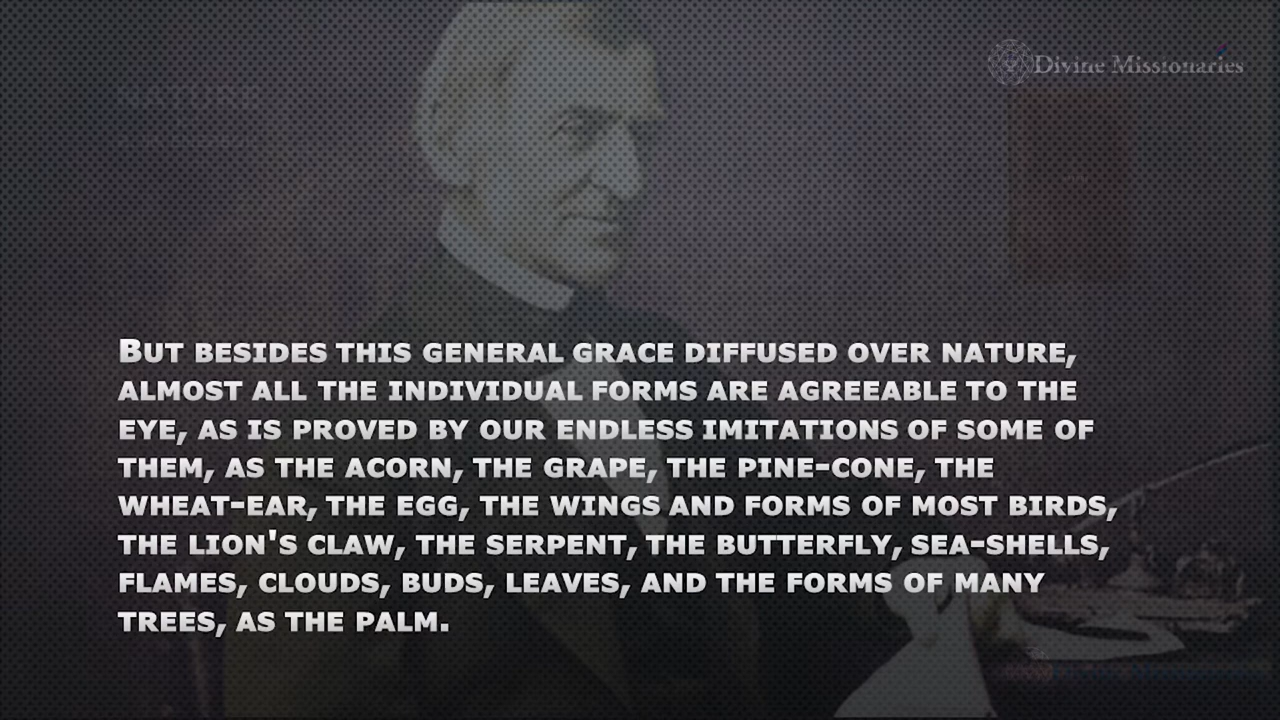 Divine Missionaries
BUT BESIDES THIS GENERAL GRACE DIFFUSED OVER NATURE,
ALMOST ALL THE INDIVIDUAL FORMS ARE AGREEABLE TO THE
EYE, AS IS PROVED BY OUR ENDLESS IMITATIONS OF SOME OF
THEM, AS THE ACORN, THE GRAPE, THE PINE-CONE, THE
WHEAT-EAR, THE EGG, THE WINGS AND FORMS OF MOST BIRDS,
THE LION'S CLAW, THE SERPENT, THE BUTTERFLY, SEA-SHELLS,
FLAMES, CLOUDS, BUDS, LEAVES, AND THE FORMS OF MANY
TREES, AS THE PALM.